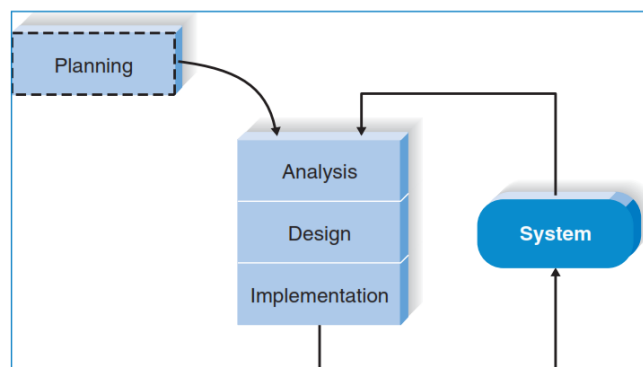 Planning
Analysis
Design
System
Implementation